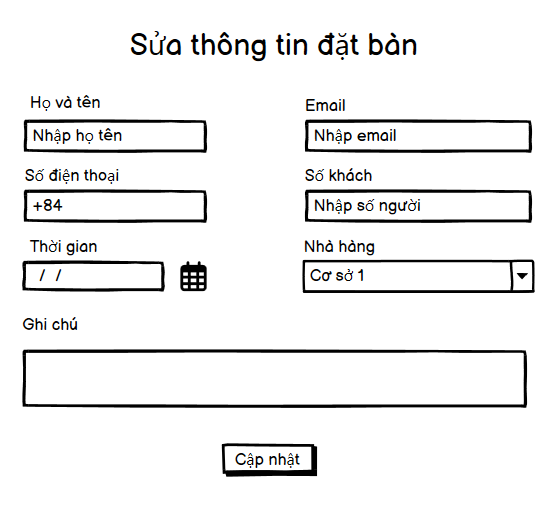 Sửa thông tin đặt bàn
Họ và tên
Email
Nhập họ tên
Nhập email
Số điện thoại
Số khách
+84
Nhập số người
Thời gian
Nhà hàng
/ /
Cơ sở 1
Ghi chú
Cập nhật